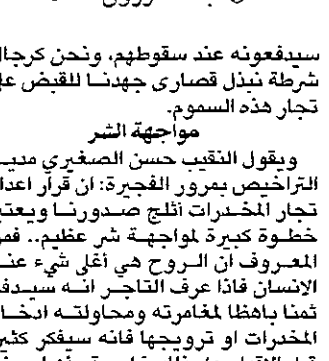 سيدفعونه عند سقوطهم، ونحن كرجال
شرطة نبذل قصارى جهدنا للقبض على
تجار هذه السموم.
مواجهة الشر
ويقول النقيب حسن الصغيري مدير
التراخيص بمرور الفجيرة: ان قرار اعدام
تجار المخدرات أثلج صدورنا ويعتبر
خطوة كبيرة لمواجهة شر عظيم.. فمن
المعروف ان الروح هي أغلى شيء عند
الانسان فاذا عرف التاجر انه سيدفع
ثمنا باهظا لمغامرته ومحاولته ادخال
المخدرات او ترويجها فانه سيفكر كثيرا